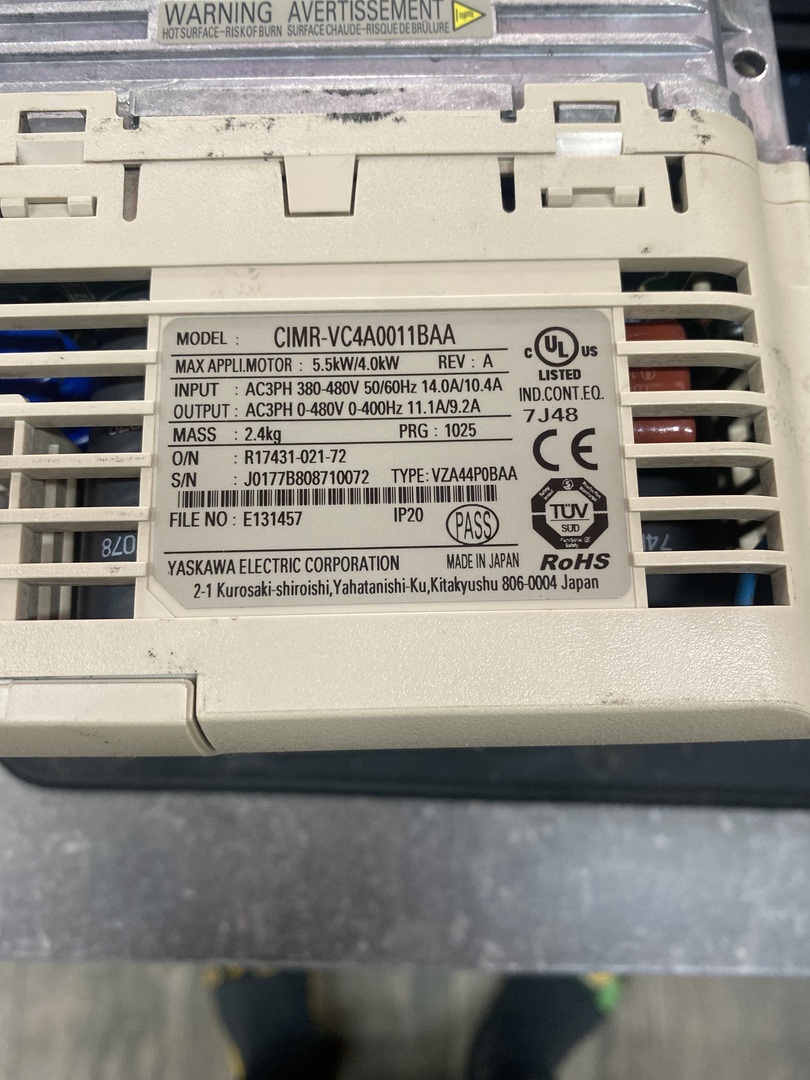 WARNING AVERTISSEMENT
HOT SURFACE-RISK OF BURN SURFACE CHAUDE-RISQUE DE BRÛLURE
MODEL : CIMR-VC4A0011BAA
MAX APPLI.MOTOR : 5.5kW/4.0kW REV : A
INPUT : AC3PH 380-480V 50/60Hz 14.0A/10.4A
OUTPUT : AC3PH 0-480V 0-400Hz 11.1A/9.2A
MASS : 2.4kg PRG : 1025
O/N : R17431-021-72
S/N : J0177B808710072 TYPE: VZA44P0BAA
FILE NO : E131457 IP20 PASS
YASKAWA ELECTRIC CORPORATION MADE IN JAPAN
2-1 Kurosaki-shiroishi,Yahatanishi-Ku,Kitakyushu 806-0004 Japan
C UL US
LISTED
IND.CONT.EQ.
7J48
CE
TÜV
SÜD
Functional
Safety
RoHS
078